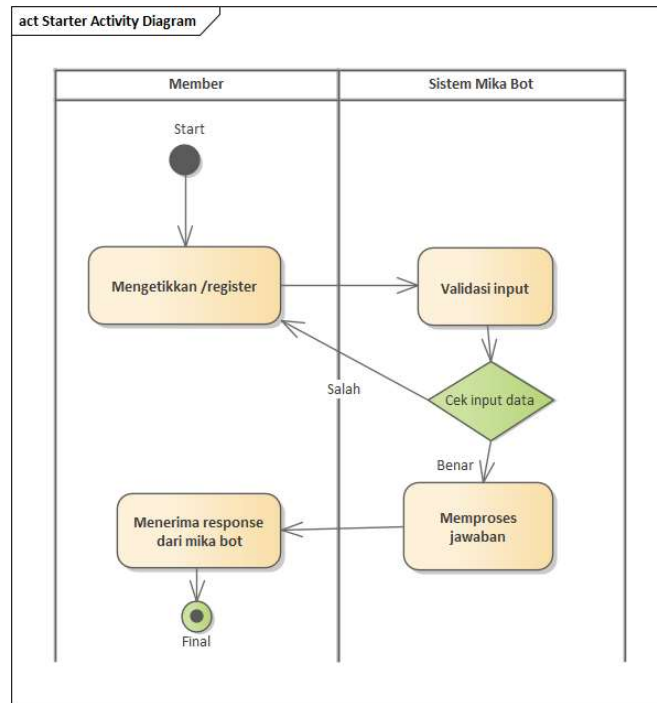 act Starter Activity Diagram
Member
Sistem Mika Bot
Start
Mengetikkan /register
Validasi input
Salah
Cek input data
Benar
Menerima response
dari mika bot
Memproses
jawaban
Final